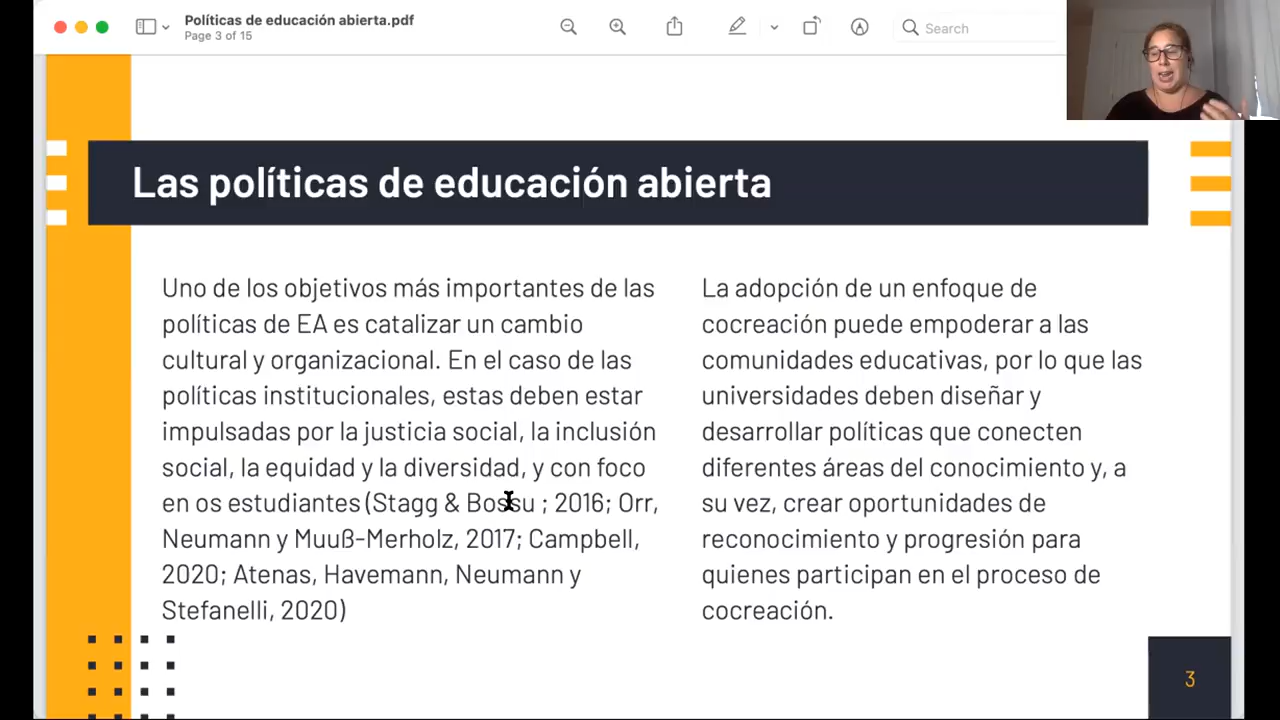 Políticas de educación abierta.pdf
Page 3 of 15
Search
Las políticas de educación abierta
Uno de los objetivos más importantes de las
políticas de EA es catalizar un cambio
cultural y organizacional. En el caso de las
políticas institucionales, estas deben estar
impulsadas por la justicia social, la inclusión
social, la equidad y la diversidad, y con foco
en os estudiantes (Stagg & Bossu ; 2016; Orr,
Neumann y Muuß-Merholz, 2017; Campbell,
2020; Atenas, Havemann, Neumann y
Stefanelli, 2020)
La adopción de un enfoque de
cocreación puede empoderar a las
comunidades educativas, por lo que las
universidades deben diseñar y
desarrollar políticas que conecten
diferentes áreas del conocimiento y, a
su vez, crear oportunidades de
reconocimiento y progresión para
quienes participan en el proceso de
cocreación.
3